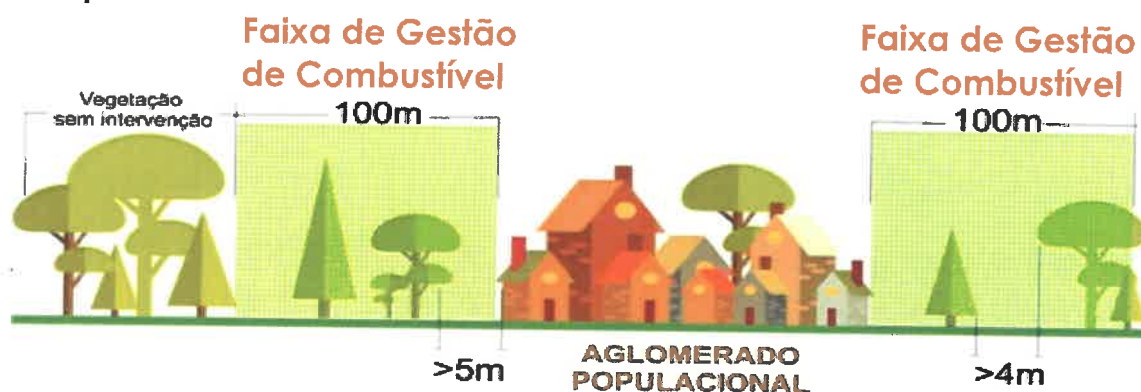 Faixa de Gestão
de Combustível
100m
Vegetação
sem intervenção
Faixa de Gestão
de Combustível
100m
>5m
AGLOMERADO
POPULACIONAL
>4m